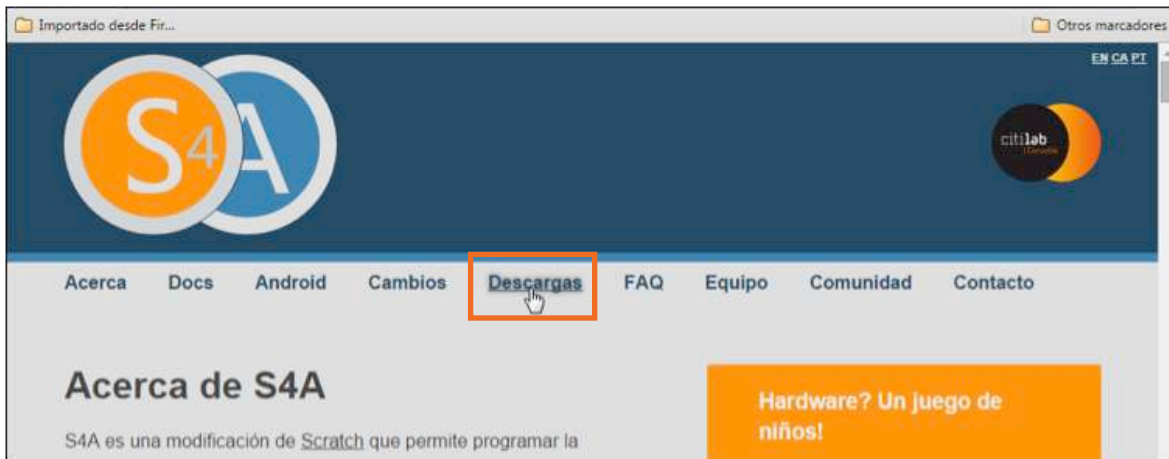 Importado desde Fir...
Otros marcadores
EN CA PT
S4A
citilab
Acerca Docs Android Cambios Descargas FAQ Equipo Comunidad Contacto
Acerca de S4A
Hardware? Un juego de
niños!
S4A es una modificación de Scratch que permite programar la